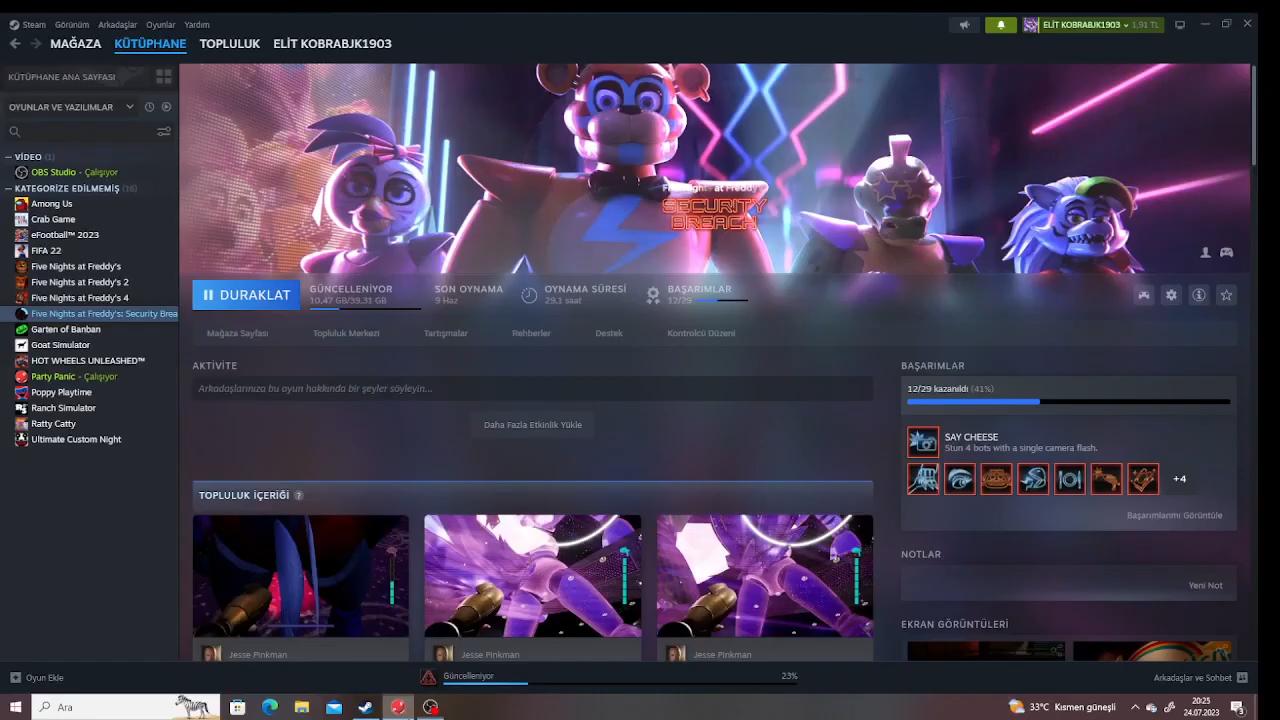 Steam Görünüm Arkadaşlar Oyunlar Yardım
ELİT KOBRABJK1903 1,91 TL
MAĞAZA KÜTÜPHANE TOPLULUK ELİT KOBRABJK1903
KÜTÜPHANE ANA SAYFASI
OYUNLAR VE YAZILIMLAR
VİDEO (1)
OBS Studio - Çalışıyor
KATEGORİZE EDİLMEMİŞ (16)
Among Us
Crab Game
eFootball™ 2023
FIFA 22
Five Nights at Freddy's
Five Nights at Freddy's 2
Five Nights at Freddy's 4
Five Nights at Freddy's: Security Brea
Garten of Banban
Goat Simulator
HOT WHEELS UNLEASHED™
Party Panic - Çalışıyor
Poppy Playtime
Ranch Simulator
Ratty Catty
Ultimate Custom Night
SECURITY
BREACH
DURAKLAT
GÜNCELLENİYOR
10,47 GB/39,31 GB
SON OYNAMA
9 Haz
OYNAMA SÜRESİ
29,1 saat
BAŞARIMLAR
12/29
Mağaza Sayfası Topluluk Merkezi Tartışmalar Rehberler Destek Kontrolcü Düzeni
AKTİVİTE
Arkadaşlarınıza bu oyun hakkında bir şeyler söyleyin...
Daha Fazla Etkinlik Yükle
TOPLULUK İÇERİĞİ ?
Jesse Pinkman
Jesse Pinkman
Jesse Pinkman
BAŞARIMLAR
12/29 kazanıldı (41%)
SAY CHEESE
Stun 4 bots with a single camera flash.
+4
Başarımlarımı Görüntüle
NOTLAR
Yeni Not
EKRAN GÖRÜNTÜLERİ
Oyun Ekle
Güncelleniyor 23%
Arkadaşlar ve Sohbet
Ara
33°C Kısmen güneşli
20:25
24.07.2023
3